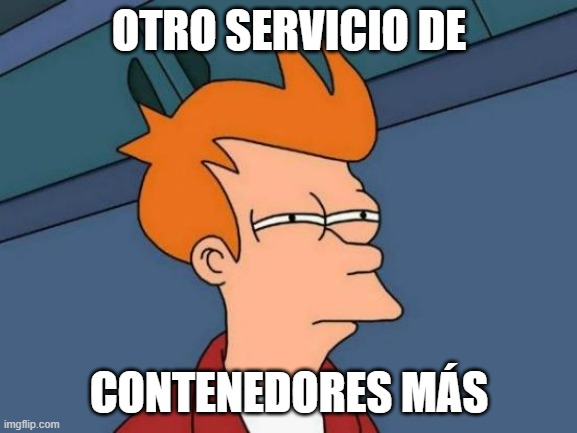 OTRO SERVICIO DE
CONTENEDORES MÁS
imgflip.com